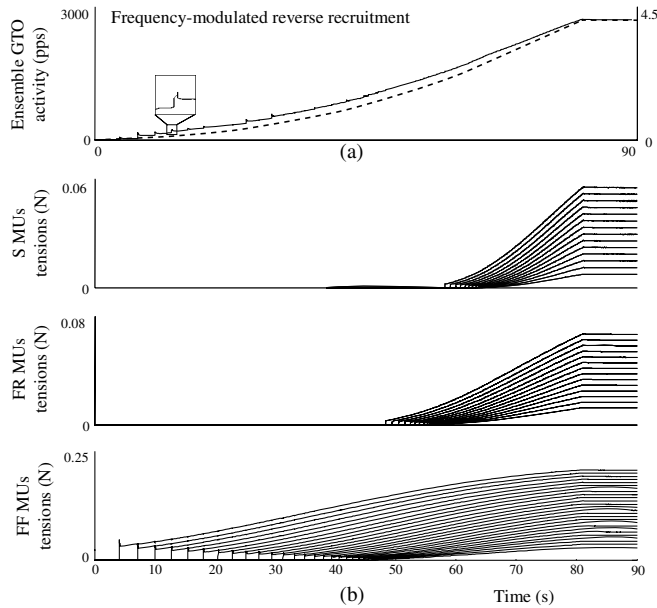 Frequency-modulated reverse recruitment
Ensemble GTO
activity (pps)
3000
0
4.5
0
0
90
(a)
S MUs
tensions (N)
0.06
0
FR MUs
tensions (N)
0.08
0
FF MUs
tensions (N)
0.25
0
0 10 20 30 40 50 60 70 80 90
(b)
Time (s)